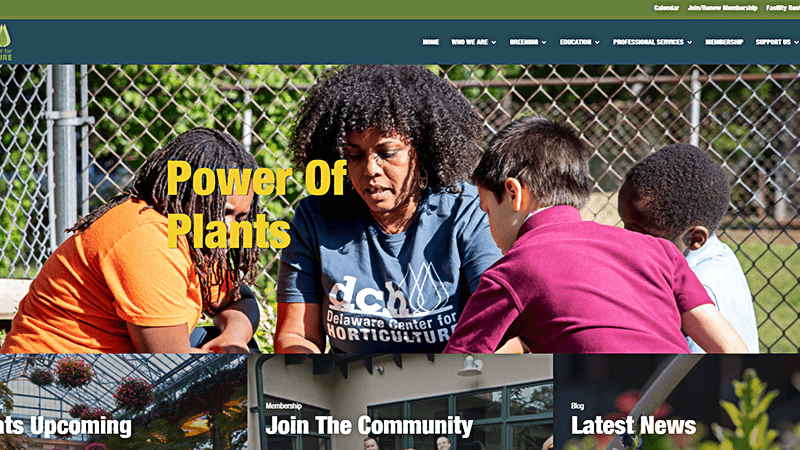 Calendar Join/Renew Membership Facility Rent
t for
URE
HOME WHO WE ARE GREENING EDUCATION PROFESSIONAL SERVICES MEMBERSHIP SUPPORT US
Power Of
Plants
dch
Delaware Center for
HORTICULTURE
nts Upcoming
Membership
Join The Community
Blog
Latest News